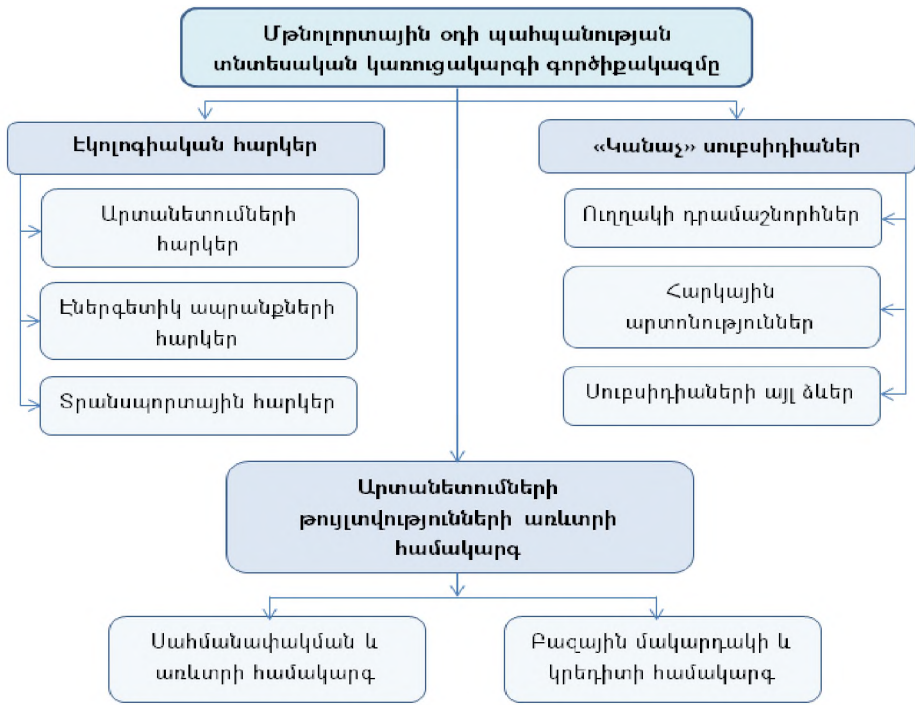 Մթնոլորտային օդի պահպանության
տնտեսական կառուցակարգի գործիքակազմը
Էկոլոգիական հարկեր
«Կանաչ» սուբսիդիաներ
Արտանետումների
հարկեր
Էներգետիկ ապրանքների
հարկեր
Տրանսպորտային հարկեր
Ուղղակի դրամաշնորհներ
Հարկային
արտոնություններ
Սուբսիդիաների այլ ձևեր
Արտանետումների
թույլտվությունների առևտրի
համակարգ
Սահմանափակման և
առևտրի համակարգ
Բազային մակարդակի և
կրեդիտի համակարգ